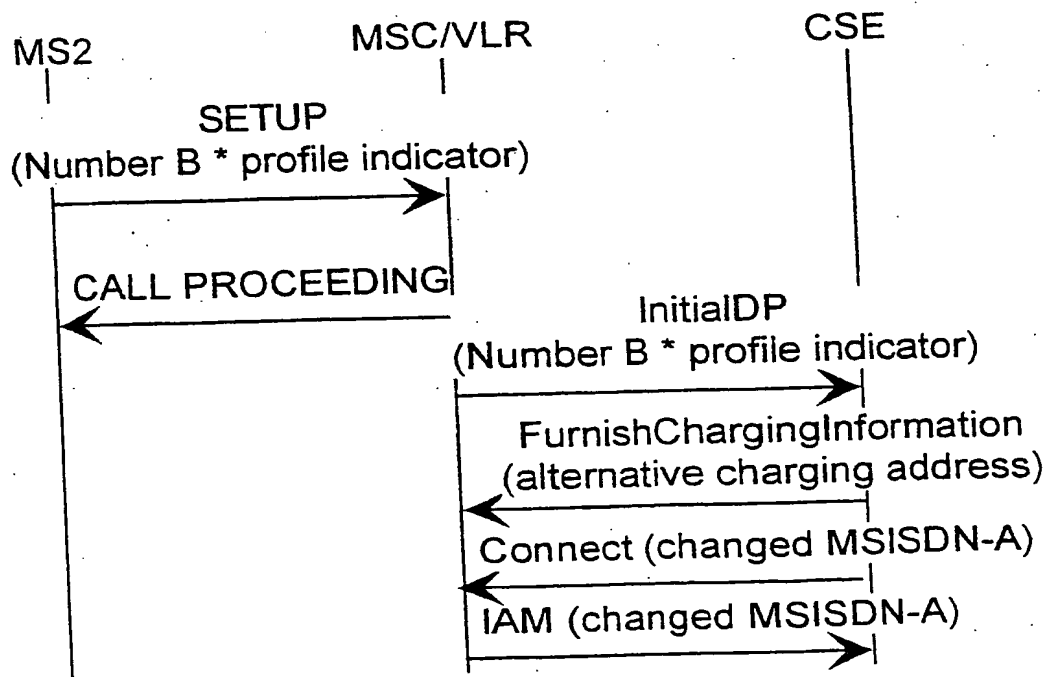 MS2
MSC/VLR
CSE
SETUP
(Number B * profile indicator)
CALL PROCEEDING
InitialDP
(Number B * profile indicator)
FurnishChargingInformation
(alternative charging address)
Connect (changed MSISDN-A)
IAM (changed MSISDN-A)